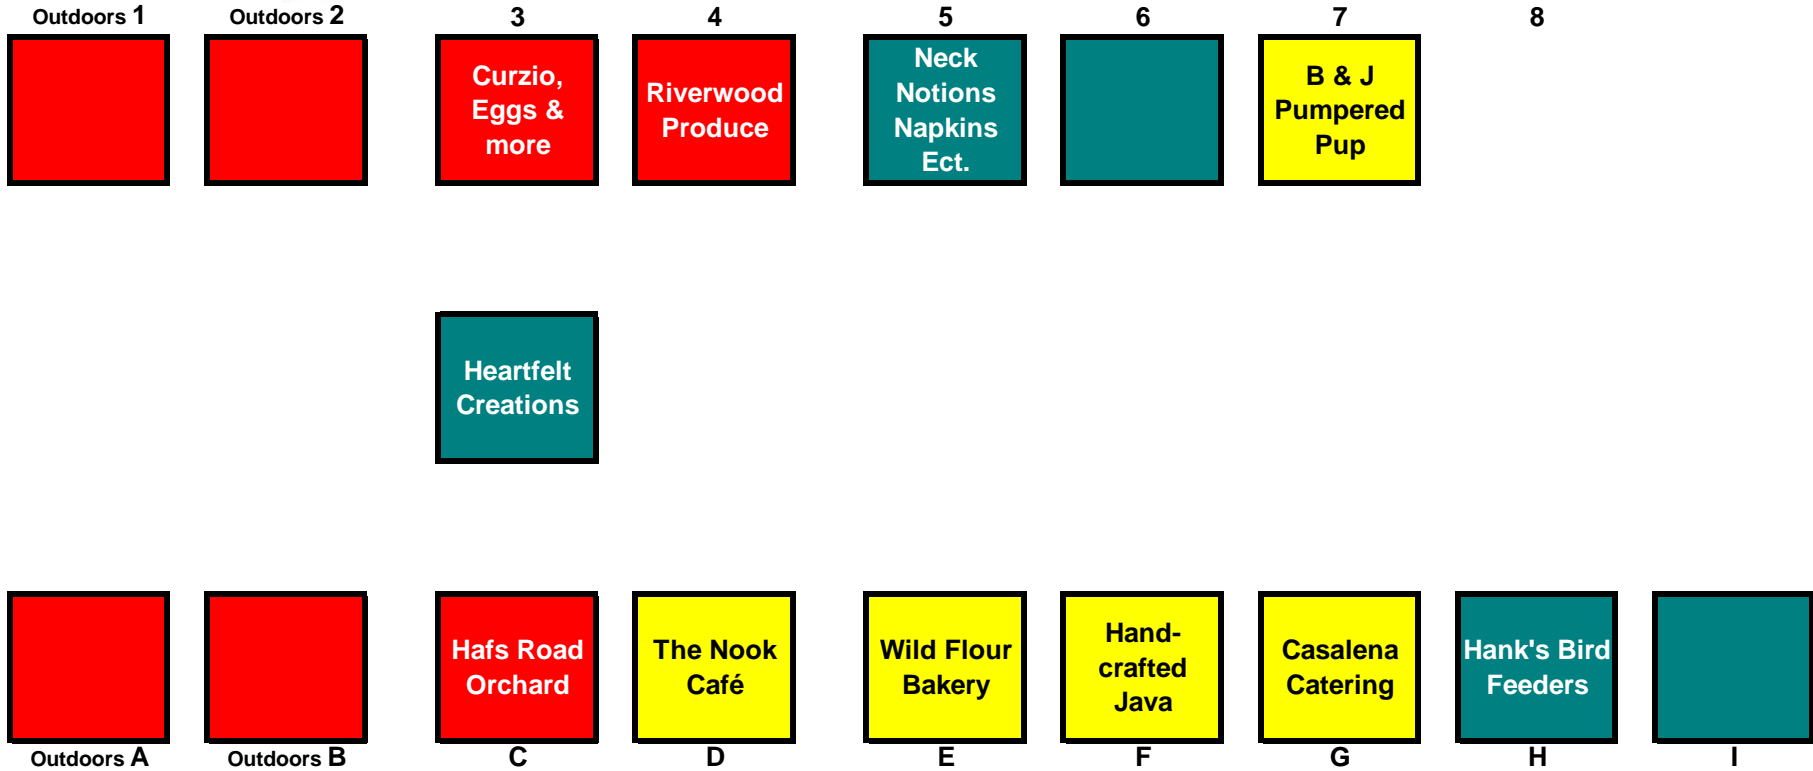 Outdoors 1 Outdoors 2 3 4 5 6 7 8
Curzio,
Eggs &
more
Riverwood
Produce
Neck
Notions
Napkins
Ect.
B & J
Pumpered
Pup
Heartfelt
Creations
Hafs Road
Orchard
The Nook
Café
Wild Flour
Bakery
Hand-
crafted
Java
Casalena
Catering
Hank's Bird
Feeders
Outdoors A Outdoors B C D E F G H I